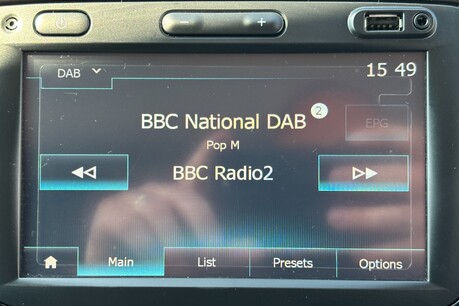 DAB
15 49
2
BBC National DAB
EPG
Pop M
BBC Radio2
Main
List
Presets
Options